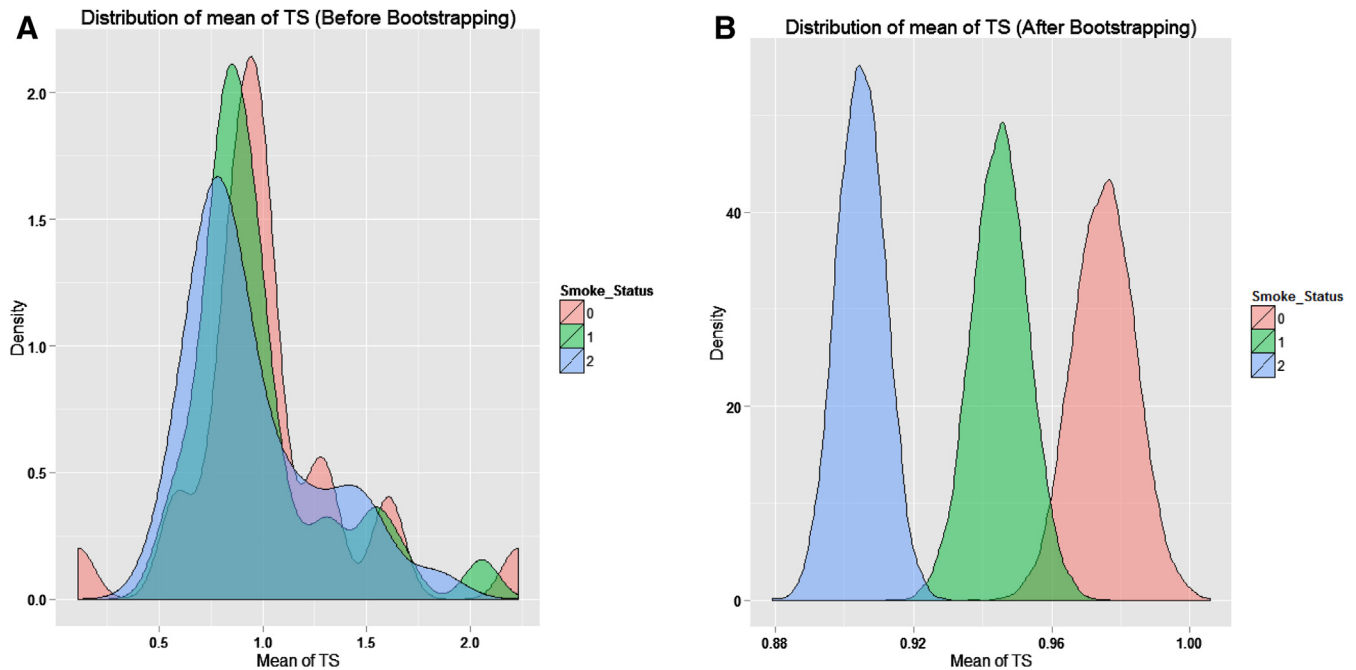 A
Distribution of mean of TS (Before Bootstrapping)
2.0
1.5
1.0
0.5
0.0
Density
0.5 1.0 1.5 2.0
Mean of TS
Smoke_Status
0
1
2
B
Distribution of mean of TS (After Bootstrapping)
40
20
0
Density
0.88 0.92 0.96 1.00
Mean of TS
Smoke_Status
0
1
2